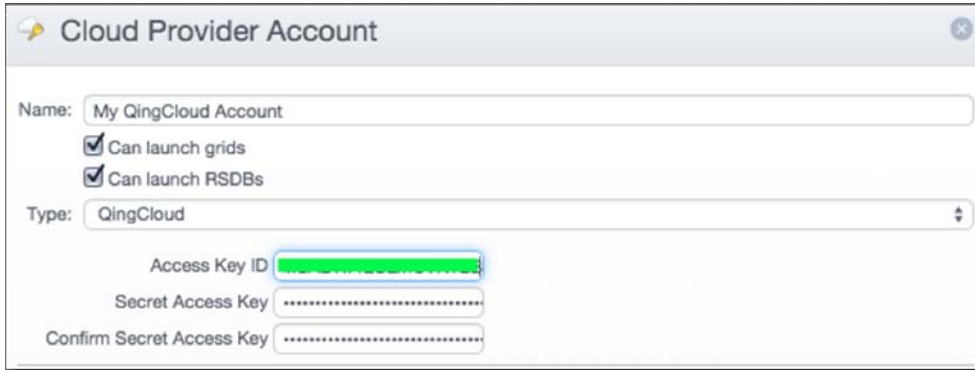 Cloud Provider Account
Name: My QingCloud Account
Can launch grids
Can launch RSDBs
Type: QingCloud
Access Key ID
Secret Access Key ••••••••••••••••••••••••••••••••
Confirm Secret Access Key ••••••••••••••••••••••••••••••••